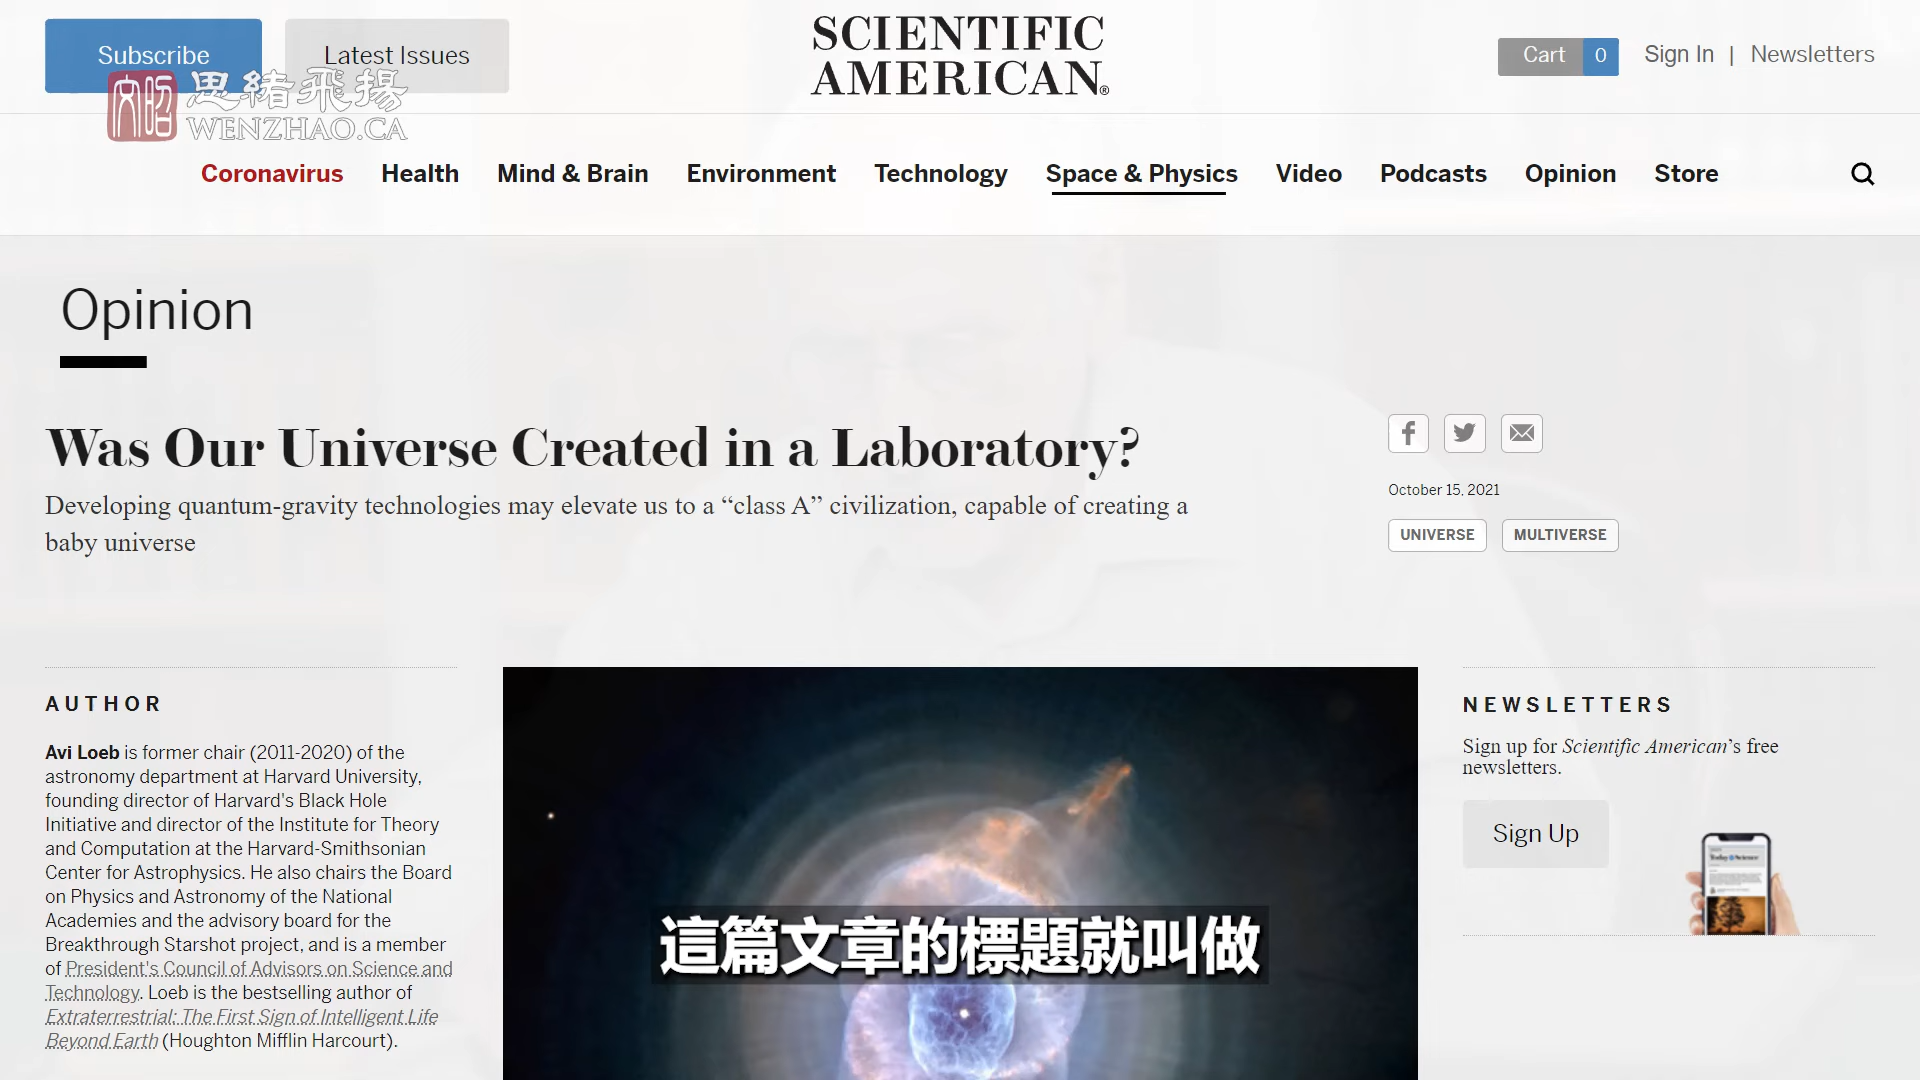 Subscribe
Latest Issues
SCIENTIFIC
AMERICAN®
Cart 0
Sign In | Newsletters
文昭
思緒飛揚
WENZHAO.CA
Coronavirus Health Mind & Brain Environment Technology Space & Physics Video Podcasts Opinion Store
Opinion
Was Our Universe Created in a Laboratory?
Developing quantum-gravity technologies may elevate us to a “class A” civilization, capable of creating a
baby universe
October 15, 2021
UNIVERSE
MULTIVERSE
AUTHOR
Avi Loeb is former chair (2011-2020) of the
astronomy department at Harvard University,
founding director of Harvard's Black Hole
Initiative and director of the Institute for Theory
and Computation at the Harvard-Smithsonian
Center for Astrophysics. He also chairs the Board
on Physics and Astronomy of the National
Academies and the advisory board for the
Breakthrough Starshot project, and is a member
of President's Council of Advisors on Science and
Technology. Loeb is the bestselling author of
Extraterrestrial: The First Sign of Intelligent Life
Beyond Earth (Houghton Mifflin Harcourt).
這篇文章的標題就叫做
NEWSLETTERS
Sign up for Scientific American’s free
newsletters.
Sign Up
Today Science